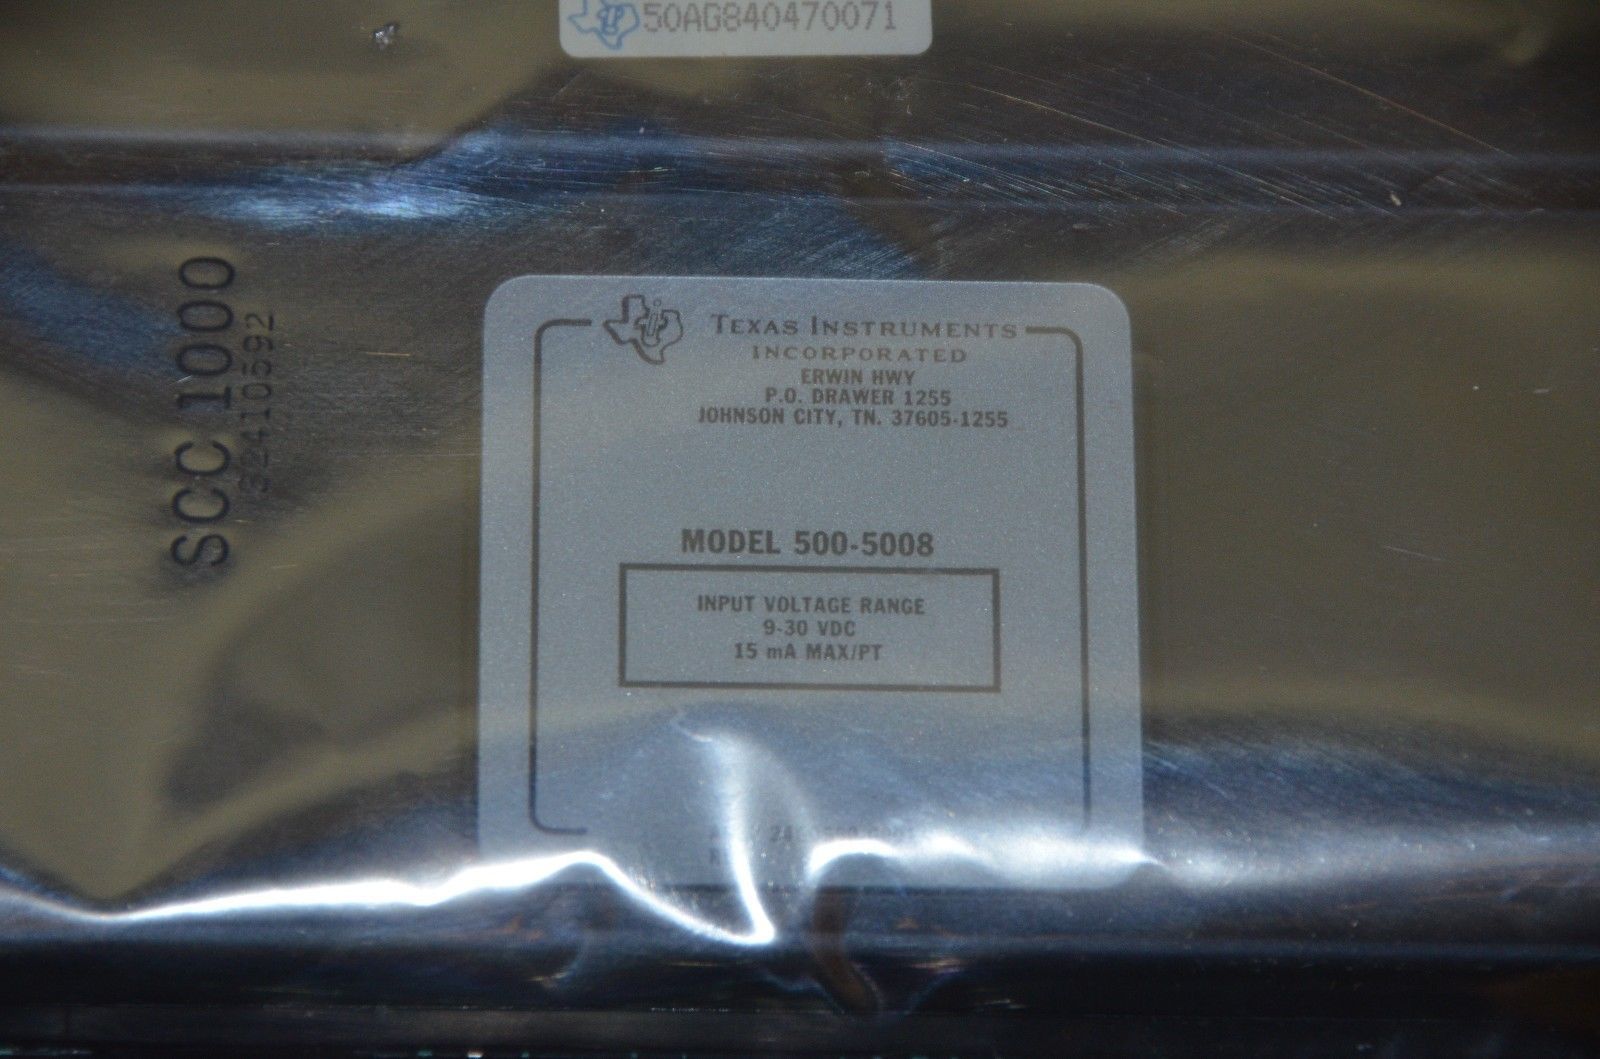 50AG840470071
SCC 1000
32410592
TEXAS INSTRUMENTS
INCORPORATED
ERWIN HWY
P.O. DRAWER 1255
JOHNSON CITY, TN. 37605-1255
MODEL 500-5008
INPUT VOLTAGE RANGE
9-30 VDC
15 mA MAX/PT